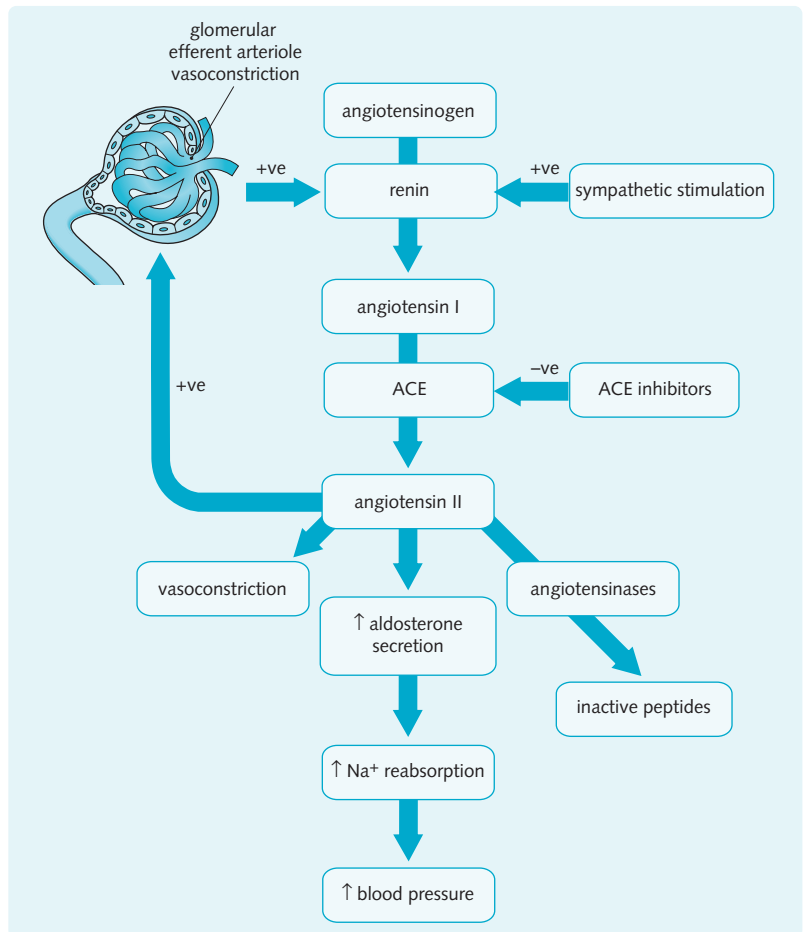 glomerular
efferent arteriole
vasoconstriction
angiotensinogen
+ve
renin
+ve
sympathetic stimulation
angiotensin I
+ve
ACE
–ve
ACE inhibitors
angiotensin II
vasoconstriction
↑ aldosterone
secretion
angiotensinases
inactive peptides
↑ Na⁺ reabsorption
↑ blood pressure